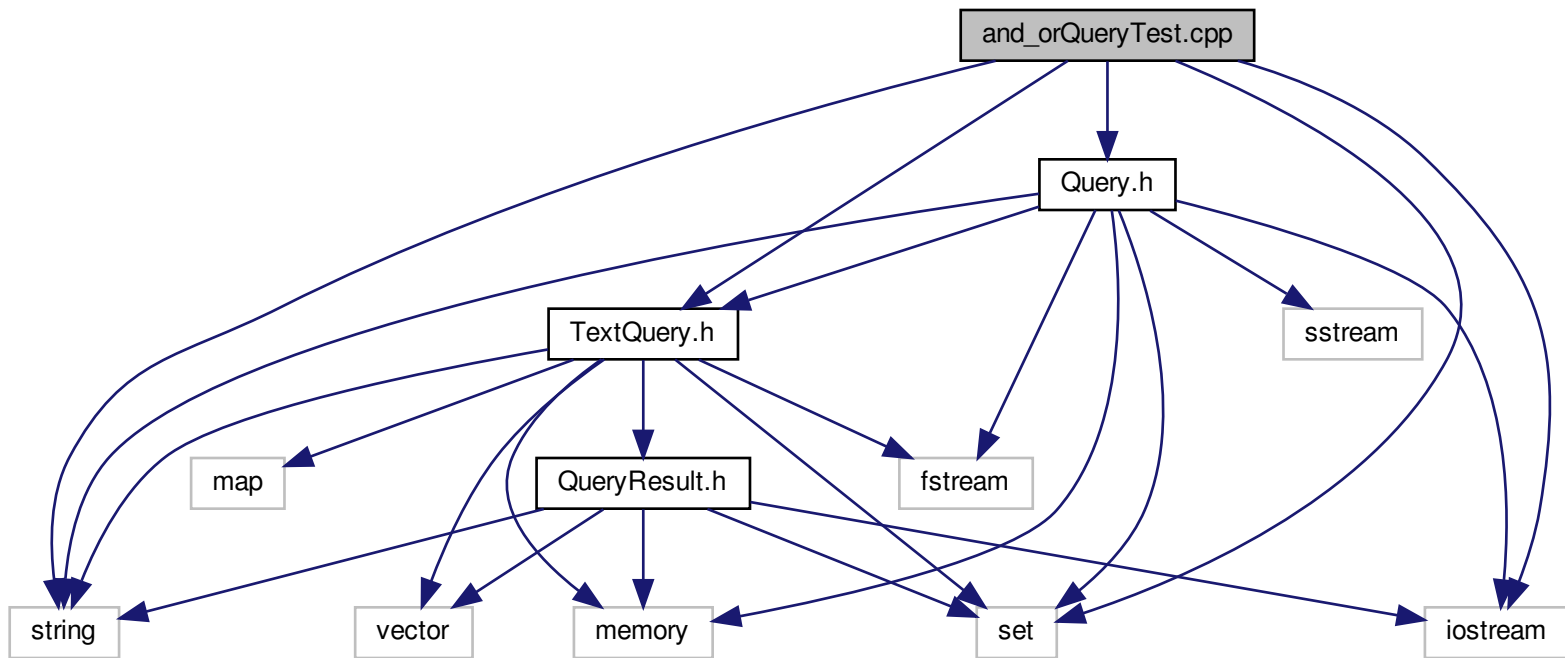 and_orQueryTest.cpp
Query.h
TextQuery.h
sstream
map
QueryResult.h
fstream
string
vector
memory
set
iostream